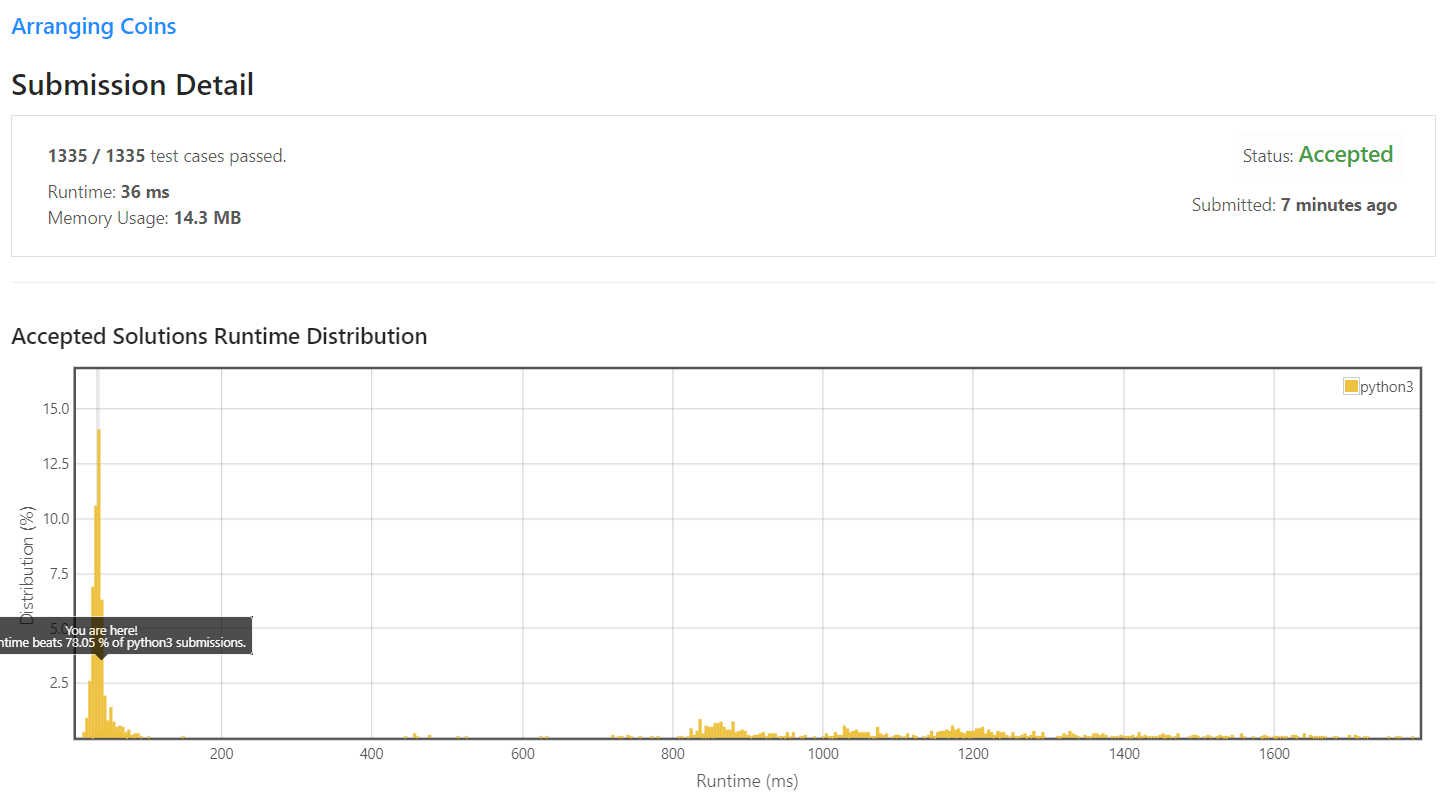 Arranging Coins
Submission Detail
1335 / 1335 test cases passed.
Status: Accepted
Runtime: 36 ms
Submitted: 7 minutes ago
Memory Usage: 14.3 MB
Accepted Solutions Runtime Distribution
python3
15.0
12.5
10.0
7.5
5.0
2.5
Distribution (%)
You are here!
ntime beats 78.05 % of python3 submissions.
200 400 600 800 1000 1200 1400 1600
Runtime (ms)